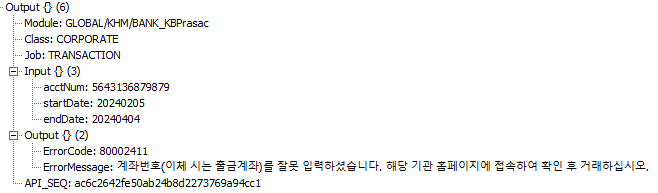 Output {} (6)
Module: GLOBAL/KHM/BANK_KBPrasac
Class: CORPORATE
Job: TRANSACTION
Input {} (3)
acctNum: 5643136879879
startDate: 20240205
endDate: 20240404
Output {} (2)
ErrorCode: 80002411
ErrorMessage: 계좌번호(이체 시는 출금계좌)를 잘못 입력하셨습니다. 해당 기관 홈페이지에 접속하여 확인 후 거래하십시오.
API_SEQ: ac6c2642fe50ab24b8d2273769a94cc1